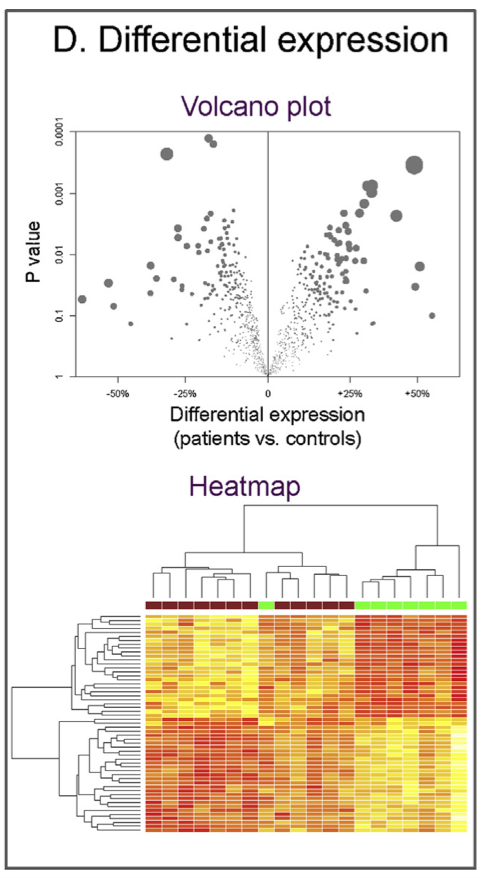 D. Differential expression
Volcano plot
0.0001
0.001
0.01
0.1
1
P value
-50%
-25%
0
+25%
+50%
Differential expression
(patients vs. controls)
Heatmap